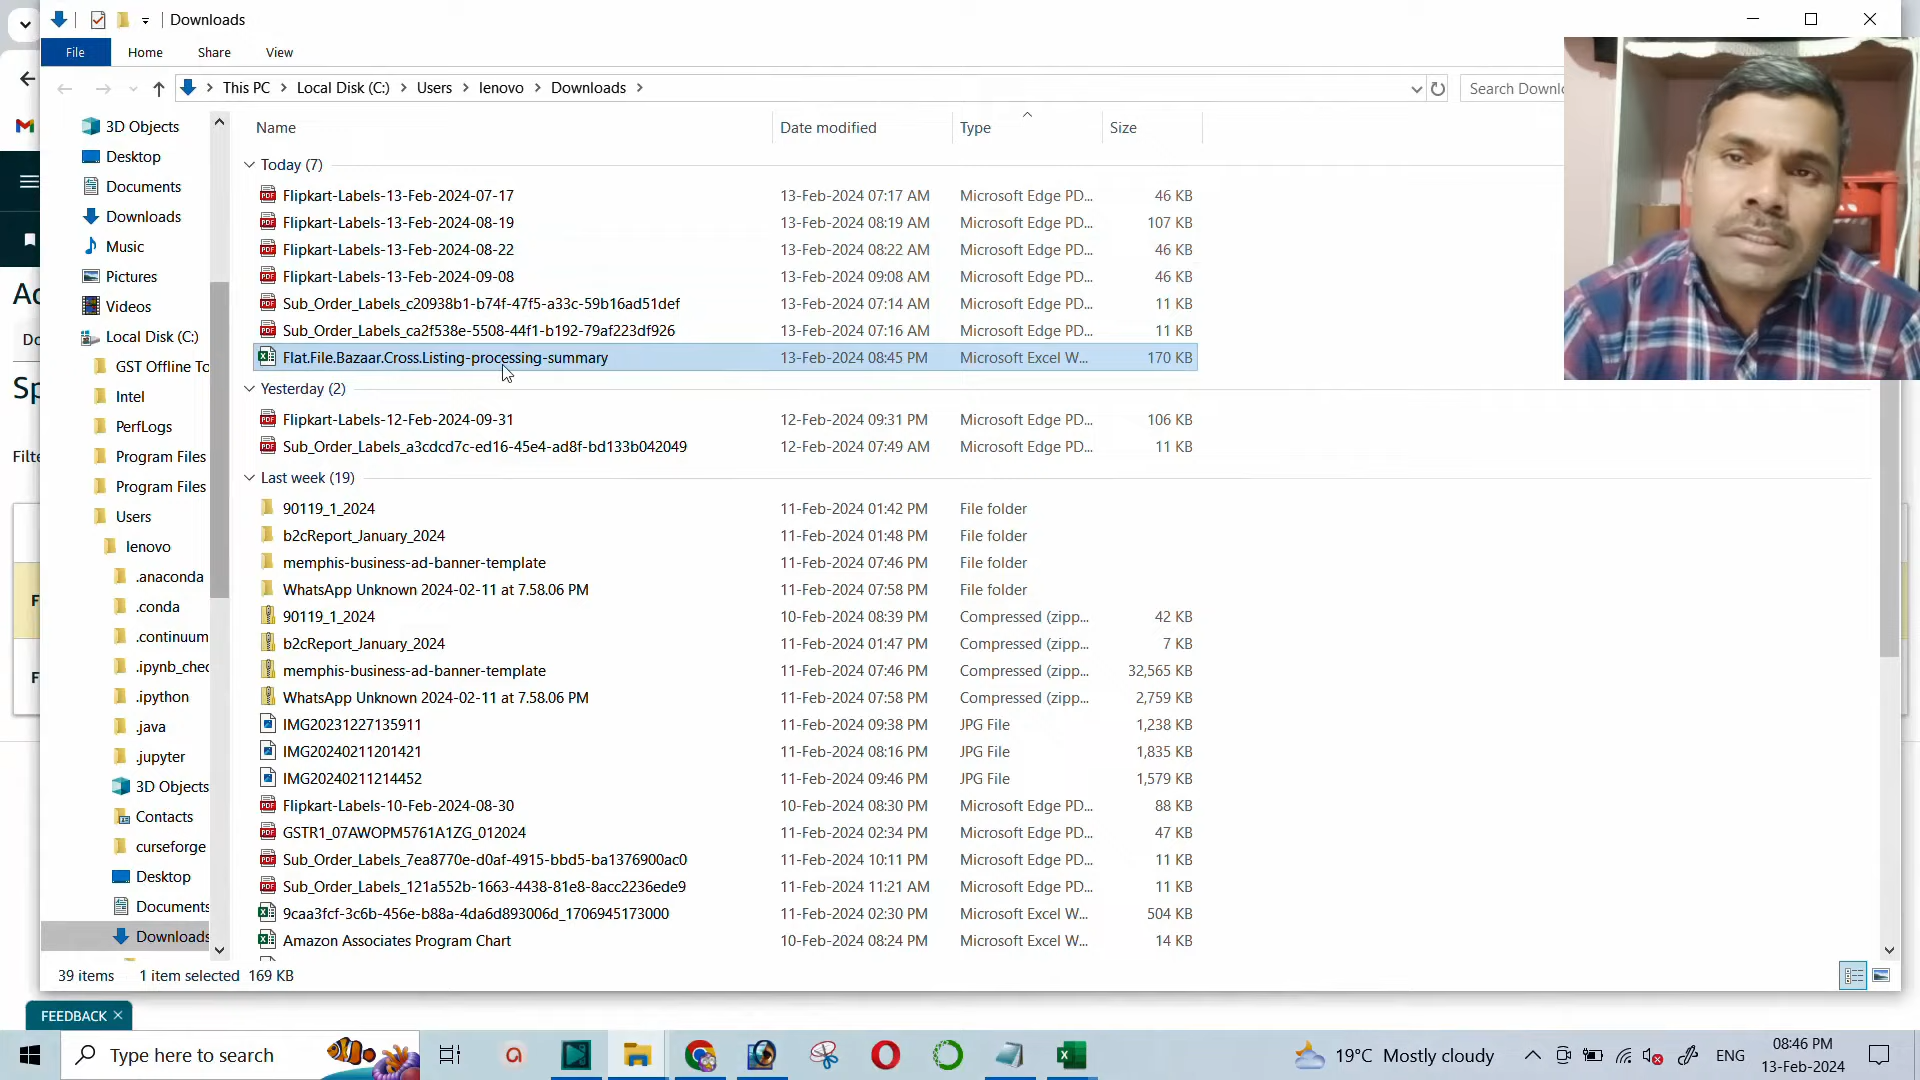 Downloads
File Home Share View
This PC Local Disk (C:) Users lenovo Downloads
Search Downlo
3D Objects
Desktop
Documents
Downloads
Music
Pictures
Videos
Local Disk (C:)
GST Offline To
Intel
PerfLogs
Program Files
Program Files
Users
lenovo
.anaconda
.conda
.continuum
.ipynb_chec
.ipython
.java
.jupyter
3D Objects
Contacts
curseforge
Desktop
Documents
Downloads
Name Date modified Type Size
Today (7)
Flipkart-Labels-13-Feb-2024-07-17 13-Feb-2024 07:17 AM Microsoft Edge PD... 46 KB
Flipkart-Labels-13-Feb-2024-08-19 13-Feb-2024 08:19 AM Microsoft Edge PD... 107 KB
Flipkart-Labels-13-Feb-2024-08-22 13-Feb-2024 08:22 AM Microsoft Edge PD... 46 KB
Flipkart-Labels-13-Feb-2024-09-08 13-Feb-2024 09:08 AM Microsoft Edge PD... 46 KB
Sub_Order_Labels_c20938b1-b74f-47f5-a33c-59b16ad51def 13-Feb-2024 07:14 AM Microsoft Edge PD... 11 KB
Sub_Order_Labels_ca2f538e-5508-44f1-b192-79af223df926 13-Feb-2024 07:16 AM Microsoft Edge PD... 11 KB
Flat.File.Bazaar.Cross.Listing-processing-summary 13-Feb-2024 08:45 PM Microsoft Excel W... 170 KB
Yesterday (2)
Flipkart-Labels-12-Feb-2024-09-31 12-Feb-2024 09:31 PM Microsoft Edge PD... 106 KB
Sub_Order_Labels_a3cdcd7c-ed16-45e4-ad8f-bd133b042049 12-Feb-2024 07:49 AM Microsoft Edge PD... 11 KB
Last week (19)
90119_1_2024 11-Feb-2024 01:42 PM File folder
b2cReport_January_2024 11-Feb-2024 01:48 PM File folder
memphis-business-ad-banner-template 11-Feb-2024 07:46 PM File folder
WhatsApp Unknown 2024-02-11 at 7.58.06 PM 11-Feb-2024 07:58 PM File folder
90119_1_2024 10-Feb-2024 08:39 PM Compressed (zipp... 42 KB
b2cReport_January_2024 11-Feb-2024 01:47 PM Compressed (zipp... 7 KB
memphis-business-ad-banner-template 11-Feb-2024 07:46 PM Compressed (zipp... 32,565 KB
WhatsApp Unknown 2024-02-11 at 7.58.06 PM 11-Feb-2024 07:58 PM Compressed (zipp... 2,759 KB
IMG20231227135911 11-Feb-2024 09:38 PM JPG File 1,238 KB
IMG20240211201421 11-Feb-2024 08:16 PM JPG File 1,835 KB
IMG20240211214452 11-Feb-2024 09:46 PM JPG File 1,579 KB
Flipkart-Labels-10-Feb-2024-08-30 10-Feb-2024 08:30 PM Microsoft Edge PD... 88 KB
GSTR1_07AWOPM5761A1ZG_012024 11-Feb-2024 02:34 PM Microsoft Edge PD... 47 KB
Sub_Order_Labels_7ea8770e-d0af-4915-bbd5-ba1376900ac0 11-Feb-2024 10:11 PM Microsoft Edge PD... 11 KB
Sub_Order_Labels_121a552b-1663-4438-81e8-8acc2236ede9 11-Feb-2024 11:21 AM Microsoft Edge PD... 11 KB
9caa3fcf-3c6b-456e-b88a-4da6d893006d_1706945173000 11-Feb-2024 02:30 PM Microsoft Excel W... 504 KB
Amazon Associates Program Chart 10-Feb-2024 08:24 PM Microsoft Excel W... 14 KB
39 items 1 item selected 169 KB
FEEDBACK
Type here to search
19°C Mostly cloudy
ENG
08:46 PM
13-Feb-2024